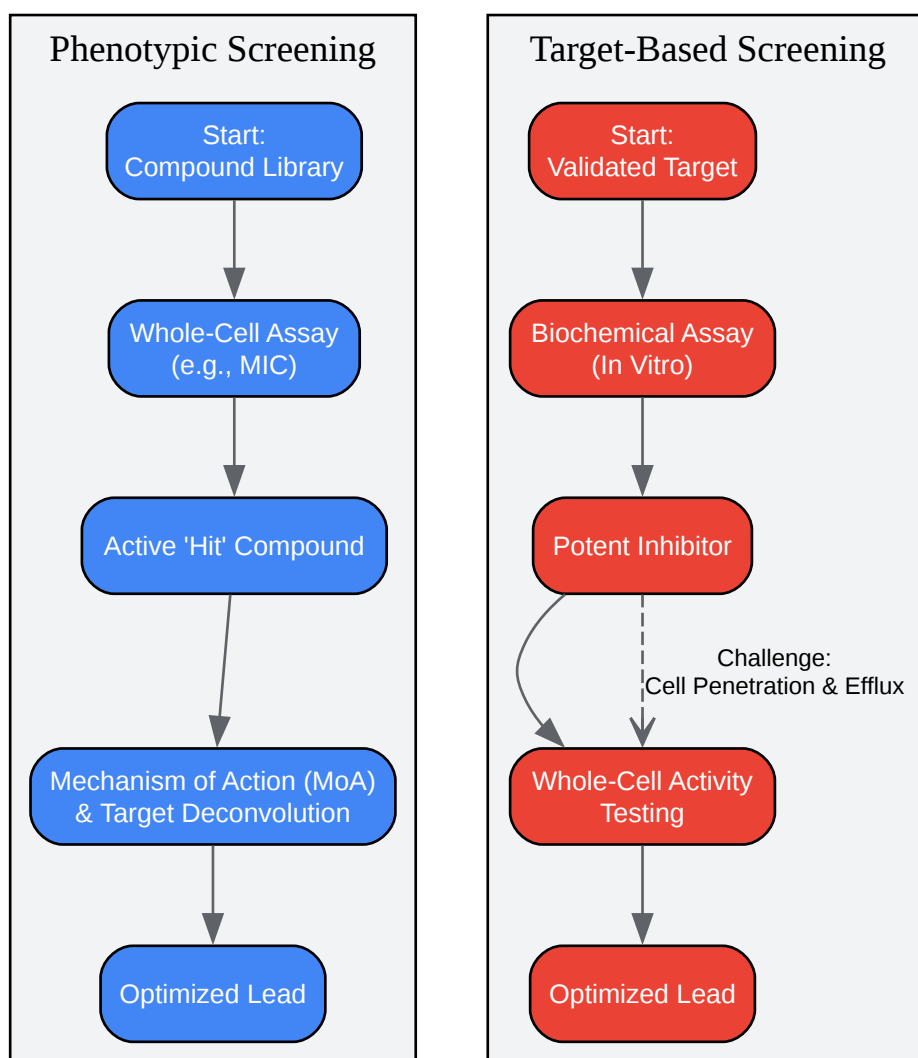 Phenotypic Screening
Start:
Compound Library
Whole-Cell Assay
(e.g., MIC)
Active 'Hit' Compound
Mechanism of Action (MoA)
& Target Deconvolution
Optimized Lead
Target-Based Screening
Start:
Validated Target
Biochemical Assay
(In Vitro)
Potent Inhibitor
Challenge:
Cell Penetration & Efflux
Whole-Cell Activity
Testing
Optimized Lead